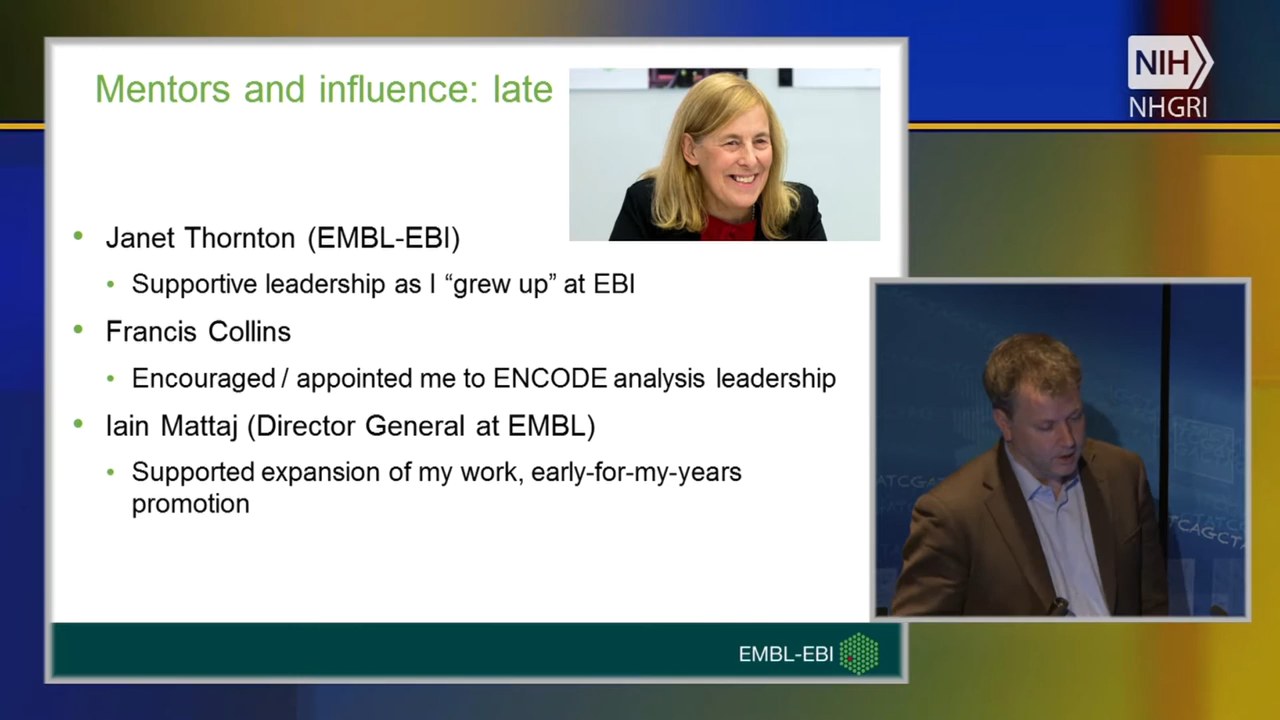 NIH
NHGRI
Mentors and influence: late
• Janet Thornton (EMBL-EBI)
• Supportive leadership as I “grew up” at EBI
• Francis Collins
• Encouraged / appointed me to ENCODE analysis leadership
• Iain Mattaj (Director General at EMBL)
• Supported expansion of my work, early-for-my-years
promotion
EMBL-EBI
ATCGAT
TCAGCTA